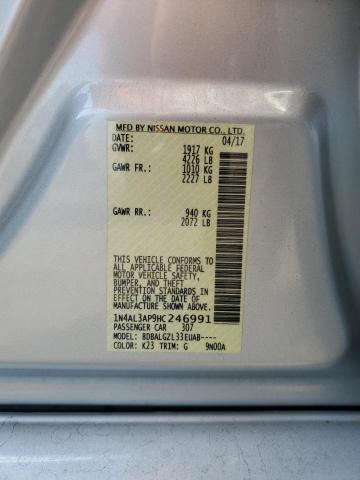 MFD BY NISSAN MOTOR CO., LTD.
DATE: 04/17
GVWR: 1917 KG
4226 LB
GAWR FR.: 1010 KG
2227 LB
GAWR RR.: 940 KG
2072 LB
THIS VEHICLE CONFORMS TO
ALL APPLICABLE FEDERAL
MOTOR VEHICLE SAFETY,
BUMPER, AND THEFT
PREVENTION STANDARDS IN
EFFECT ON THE DATE OF
MANUFACTURE SHOWN
ABOVE.
1N4AL3AP9HC246991
PASSENGER CAR 307
MODEL: BDBALGZL33EUAB----
COLOR: K23 TRIM: G 9N00A